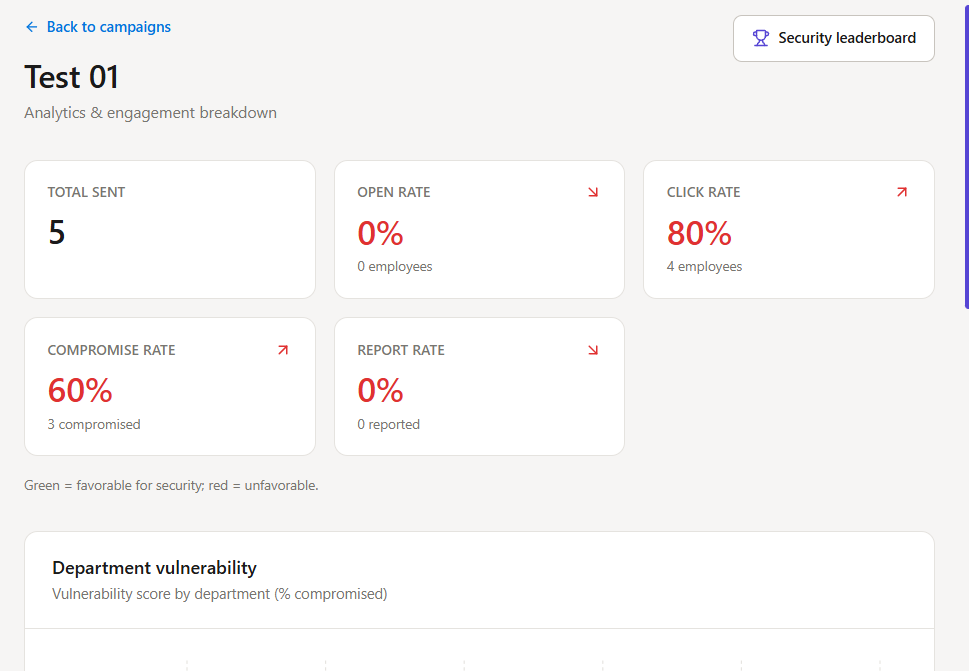 Back to campaigns
Security leaderboard
Test 01
Analytics & engagement breakdown
TOTAL SENT
5
OPEN RATE
0%
0 employees
CLICK RATE
80%
4 employees
COMPROMISE RATE
60%
3 compromised
REPORT RATE
0%
0 reported
Green = favorable for security; red = unfavorable.
Department vulnerability
Vulnerability score by department (% compromised)